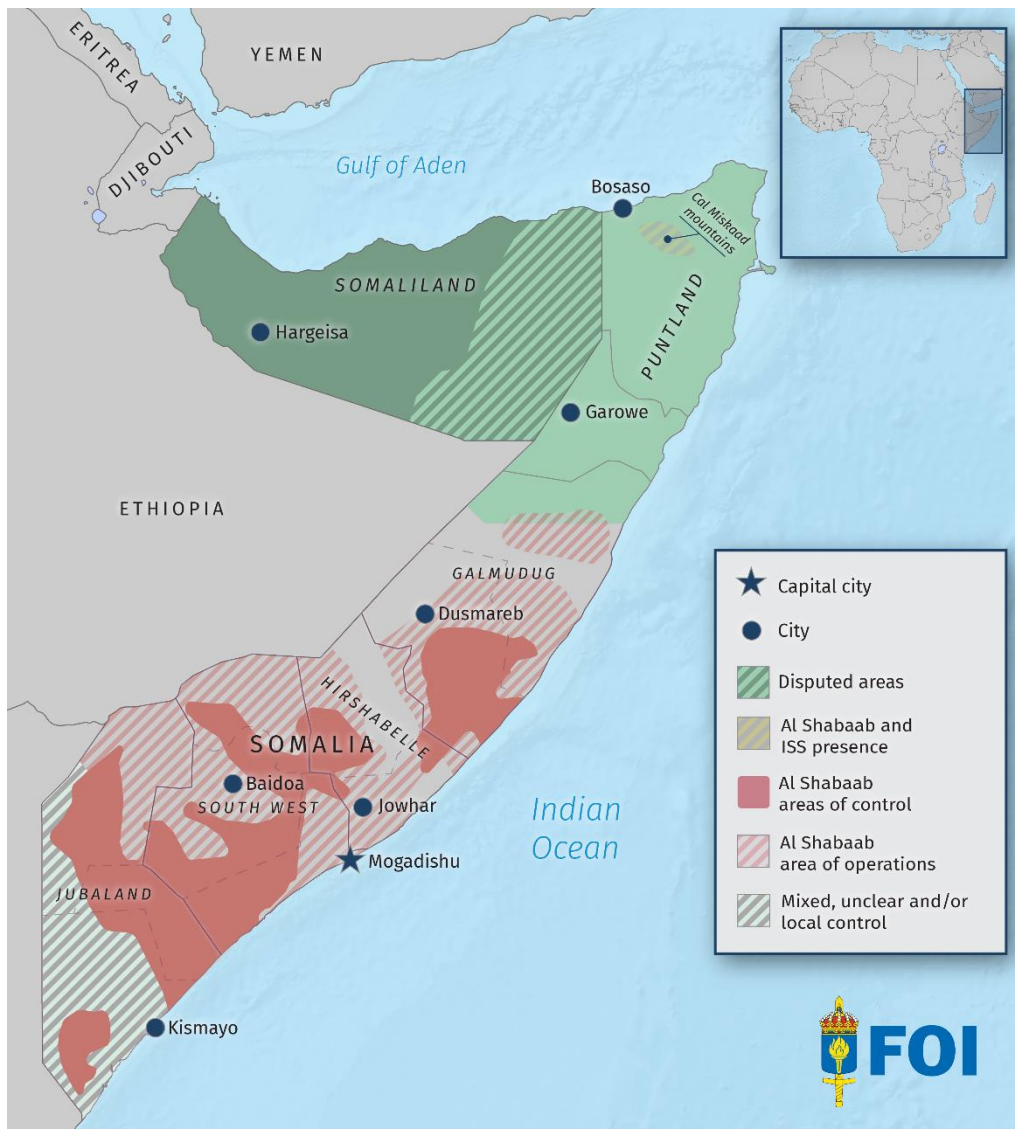 YEMEN
ERITREA
DJIBOUTI
Gulf of Aden
Bosaso
Cal Miskaad
mountains
SOMALILAND
PUNTLAND
Hargeisa
Garowe
ETHIOPIA
GALMUDUG
Dusmareb
HIRSHABELLE
SOMALIA
Baidoa
SOUTH WEST
Jowhar
Indian
Ocean
Mogadishu
JUBALAND
Kismayo
Capital city
City
Disputed areas
Al Shabaab and
ISS presence
Al Shabaab
areas of control
Al Shabaab
area of operations
Mixed, unclear and/or
local control
FOI